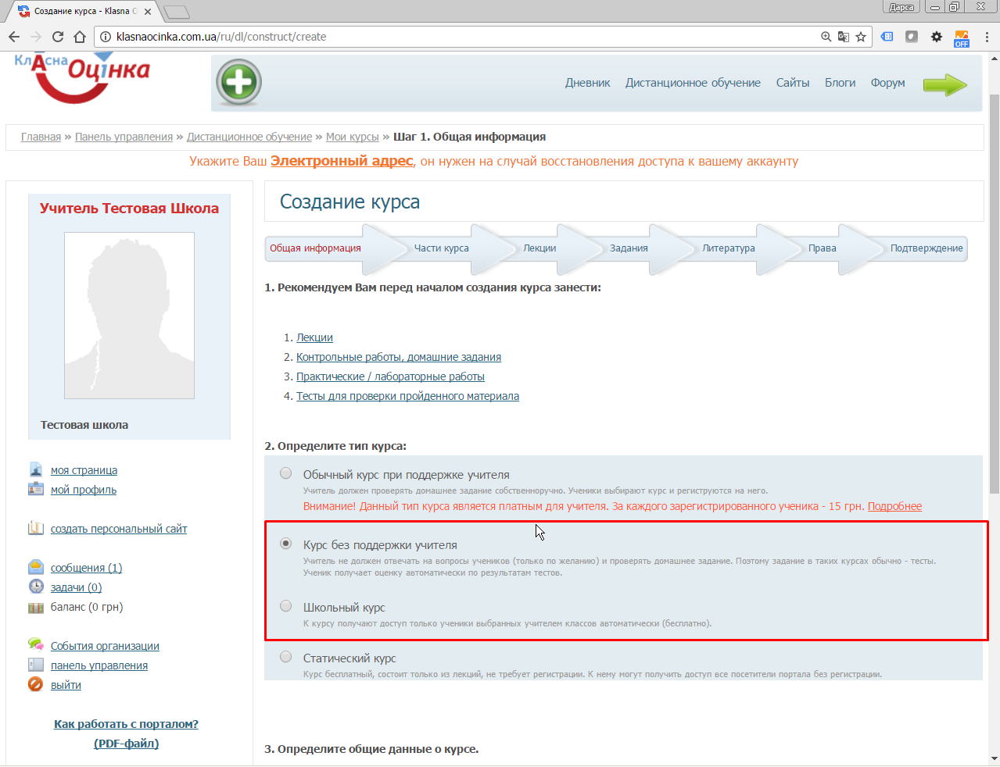 Создание курса - Klasna О
Дарса
klasnaocinka.com.ua/ru/dl/construct/create
OFF
КлАсна
Оцінка
Дневник Дистанционное обучение Сайты Блоги Форум
Главная » Панель управления » Дистанционное обучение » Мои курсы » Шаг 1. Общая информация
Укажите Ваш Электронный адрес, он нужен на случай восстановления доступа к вашему аккаунту
Учитель Тестовая Школа
Тестовая школа
моя страница
мой профиль
создать персональный сайт
сообщения (1)
задачи (0)
баланс (0 грн)
События организации
панель управления
выйти
Как работать с порталом?
(PDF-файл)
Создание курса
Общая информация Части курса Лекции Задания Литература Права Подтверждение
1. Рекомендуем Вам перед началом создания курса занести:
1. Лекции
2. Контрольные работы, домашние задания
3. Практические / лабораторные работы
4. Тесты для проверки пройденного материала
2. Определите тип курса:
Обычный курс при поддержке учителя
Учитель должен проверять домашнее задание собственноручно. Ученики выбирают курс и региструются на него.
Внимание! Данный тип курса является платным для учителя. За каждого зарегистрированного ученика - 15 грн. Подробнее
Курс без поддержки учителя
Учитель не должен отвечать на вопросы учеников (только по желанию) и проверять домашнее задание. Поэтому задание в таких курсах обычно - тесты.
Ученик получает оценку автоматически по результатам тестов.
Школьный курс
К курсу получают доступ только ученики выбранных учителем классов автоматически (бесплатно).
Статический курс
Курс бесплатный, состоит только из лекций, не требует регистрации. К нему могут получить доступ все посетители портала без регистрации.
3. Определите общие данные о курсе.